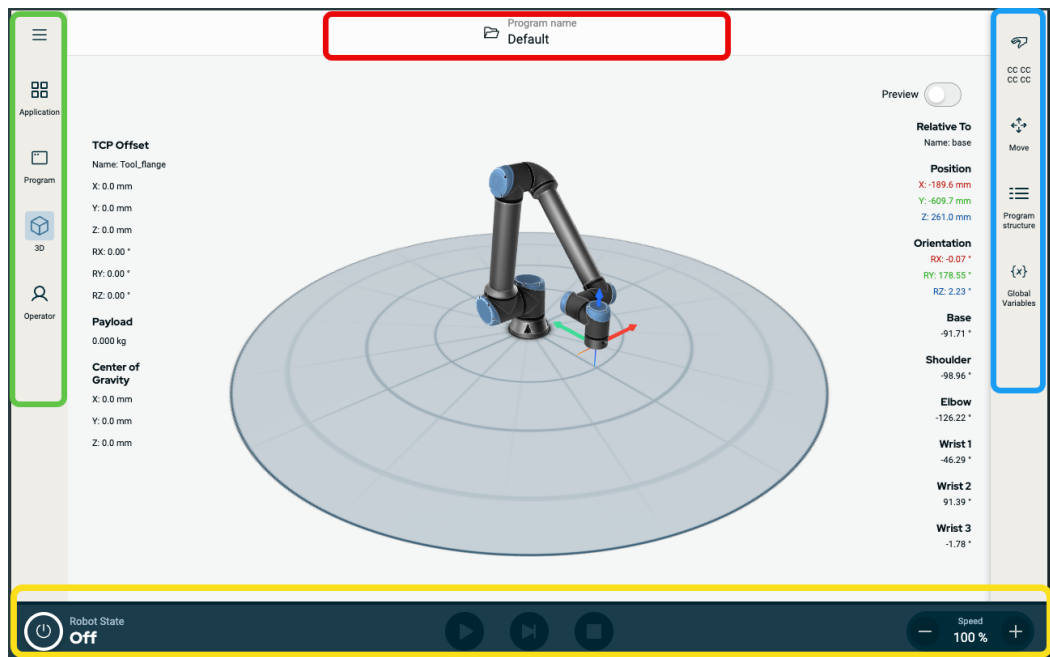 Program name
Default
Application
Program
3D
Operator
TCP Offset
Name: Tool_flange
X: 0.0 mm
Y: 0.0 mm
Z: 0.0 mm
RX: 0.00 °
RY: 0.00 °
RZ: 0.00 °
Payload
0.000 kg
Center of
Gravity
X: 0.0 mm
Y: 0.0 mm
Z: 0.0 mm
Preview
Relative To
Name: base
Position
X: -189.6 mm
Y: -609.7 mm
Z: 261.0 mm
Orientation
RX: -0.07 °
RY: 178.55 °
RZ: 2.23 °
Base
-91.71 °
Shoulder
-98.96 °
Elbow
-126.22 °
Wrist 1
-46.29 °
Wrist 2
91.39 °
Wrist 3
-1.78 °
CC CC
CC CC
Move
Program
structure
{x}
Global
Variables
Robot State
Off
Speed
100 %